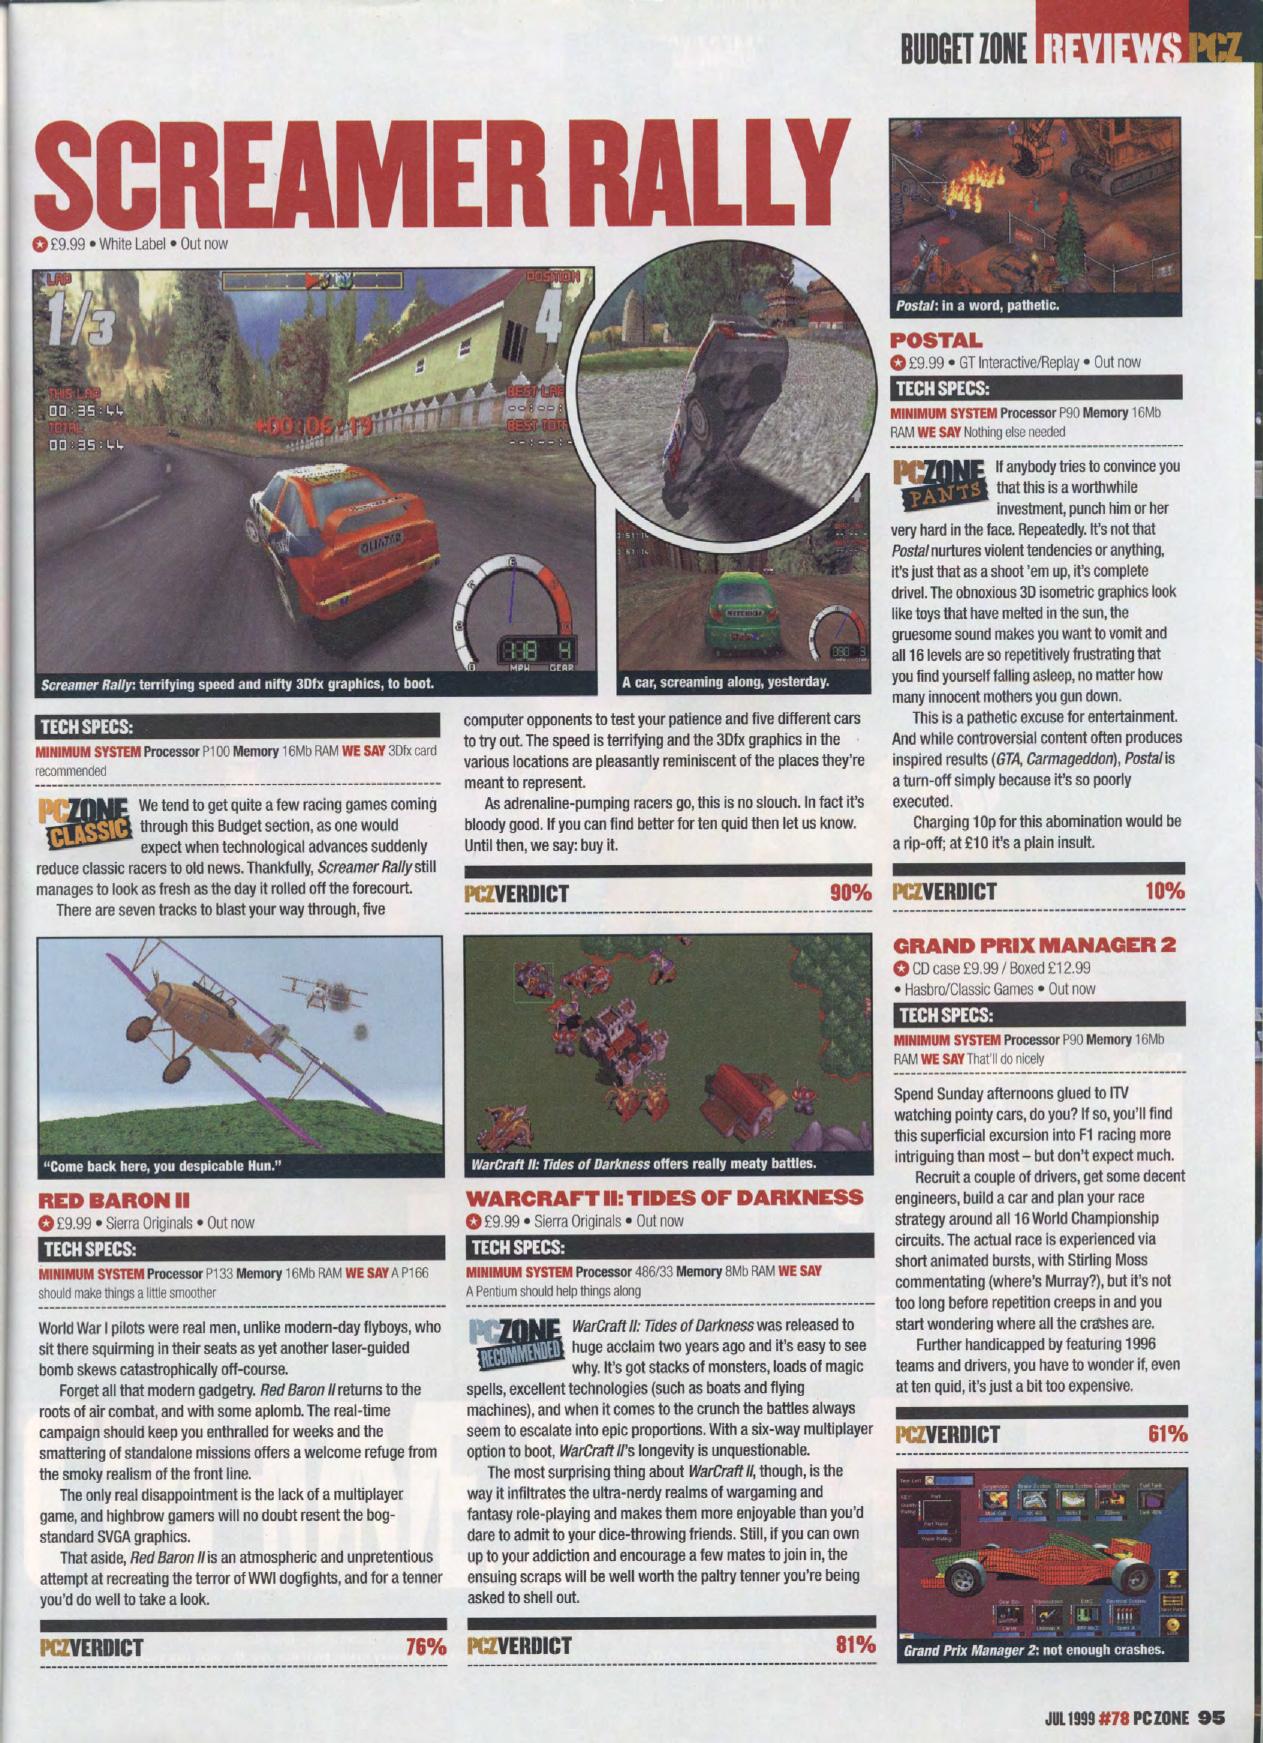 BUDGET ZONE REVIEWS PCZ
SCREAMER RALLY
£9.99 • White Label • Out now
LAP
1/3
POSITION
4
THIS LAP
00:35:44
TOTAL
00:35:44
+00:06:19
BEST LAP
--:--:--
118 4
MPH GEAR
Screamer Rally: terrifying speed and nifty 3Dfx graphics, to boot.
A car, screaming along, yesterday.
TECH SPECS:
MINIMUM SYSTEM Processor P100 Memory 16Mb RAM WE SAY 3Dfx card
recommended
PCZONE
CLASSIC
We tend to get quite a few racing games coming
through this Budget section, as one would
expect when technological advances suddenly
reduce classic racers to old news. Thankfully, Screamer Rally still
manages to look as fresh as the day it rolled off the forecourt.
There are seven tracks to blast your way through, five
computer opponents to test your patience and five different cars
to try out. The speed is terrifying and the 3Dfx graphics in the
various locations are pleasantly reminiscent of the places they're
meant to represent.
As adrenaline-pumping racers go, this is no slouch. In fact it's
bloody good. If you can find better for ten quid then let us know.
Until then, we say: buy it.
PCZVERDICT 90%
"Come back here, you despicable Hun."
RED BARON II
£9.99 • Sierra Originals • Out now
TECH SPECS:
MINIMUM SYSTEM Processor P133 Memory 16Mb RAM WE SAY A P166
should make things a little smoother
World War I pilots were real men, unlike modern-day flyboys, who
sit there squirming in their seats as yet another laser-guided
bomb skews catastrophically off-course.
Forget all that modern gadgetry. Red Baron II returns to the
roots of air combat, and with some aplomb. The real-time
campaign should keep you enthralled for weeks and the
smattering of standalone missions offers a welcome refuge from
the smoky realism of the front line.
The only real disappointment is the lack of a multiplayer
game, and highbrow gamers will no doubt resent the bog-
standard SVGA graphics.
That aside, Red Baron II is an atmospheric and unpretentious
attempt at recreating the terror of WWI dogfights, and for a tenner
you'd do well to take a look.
PCZVERDICT 76%
WarCraft II: Tides of Darkness offers really meaty battles.
WARCRAFT II: TIDES OF DARKNESS
£9.99 • Sierra Originals • Out now
TECH SPECS:
MINIMUM SYSTEM Processor 486/33 Memory 8Mb RAM WE SAY
A Pentium should help things along
PCZONE
RECOMMENDED
WarCraft II: Tides of Darkness was released to
huge acclaim two years ago and it's easy to see
why. It's got stacks of monsters, loads of magic
spells, excellent technologies (such as boats and flying
machines), and when it comes to the crunch the battles always
seem to escalate into epic proportions. With a six-way multiplayer
option to boot, WarCraft II's longevity is unquestionable.
The most surprising thing about WarCraft II, though, is the
way it infiltrates the ultra-nerdy realms of wargaming and
fantasy role-playing and makes them more enjoyable than you'd
dare to admit to your dice-throwing friends. Still, if you can own
up to your addiction and encourage a few mates to join in, the
ensuing scraps will be well worth the paltry tenner you're being
asked to shell out.
PCZVERDICT 81%
Postal: in a word, pathetic.
POSTAL
£9.99 • GT Interactive/Replay • Out now
TECH SPECS:
MINIMUM SYSTEM Processor P90 Memory 16Mb
RAM WE SAY Nothing else needed
PCZONE
PANTS
If anybody tries to convince you
that this is a worthwhile
investment, punch him or her
very hard in the face. Repeatedly. It's not that
Postal nurtures violent tendencies or anything,
it's just that as a shoot 'em up, it's complete
drivel. The obnoxious 3D isometric graphics look
like toys that have melted in the sun, the
gruesome sound makes you want to vomit and
all 16 levels are so repetitively frustrating that
you find yourself falling asleep, no matter how
many innocent mothers you gun down.
This is a pathetic excuse for entertainment.
And while controversial content often produces
inspired results (GTA, Carmageddon), Postal is
a turn-off simply because it's so poorly
executed.
Charging 10p for this abomination would be
a rip-off; at £10 it's a plain insult.
PCZVERDICT 10%
GRAND PRIX MANAGER 2
CD case £9.99 / Boxed £12.99
• Hasbro/Classic Games • Out now
TECH SPECS:
MINIMUM SYSTEM Processor P90 Memory 16Mb
RAM WE SAY That'll do nicely
Spend Sunday afternoons glued to ITV
watching pointy cars, do you? If so, you'll find
this superficial excursion into F1 racing more
intriguing than most – but don't expect much.
Recruit a couple of drivers, get some decent
engineers, build a car and plan your race
strategy around all 16 World Championship
circuits. The actual race is experienced via
short animated bursts, with Stirling Moss
commentating (where's Murray?), but it's not
too long before repetition creeps in and you
start wondering where all the crashes are.
Further handicapped by featuring 1996
teams and drivers, you have to wonder if, even
at ten quid, it's just a bit too expensive.
PCZVERDICT 61%
Grand Prix Manager 2: not enough crashes.
JUL 1999 #78 PC ZONE 95